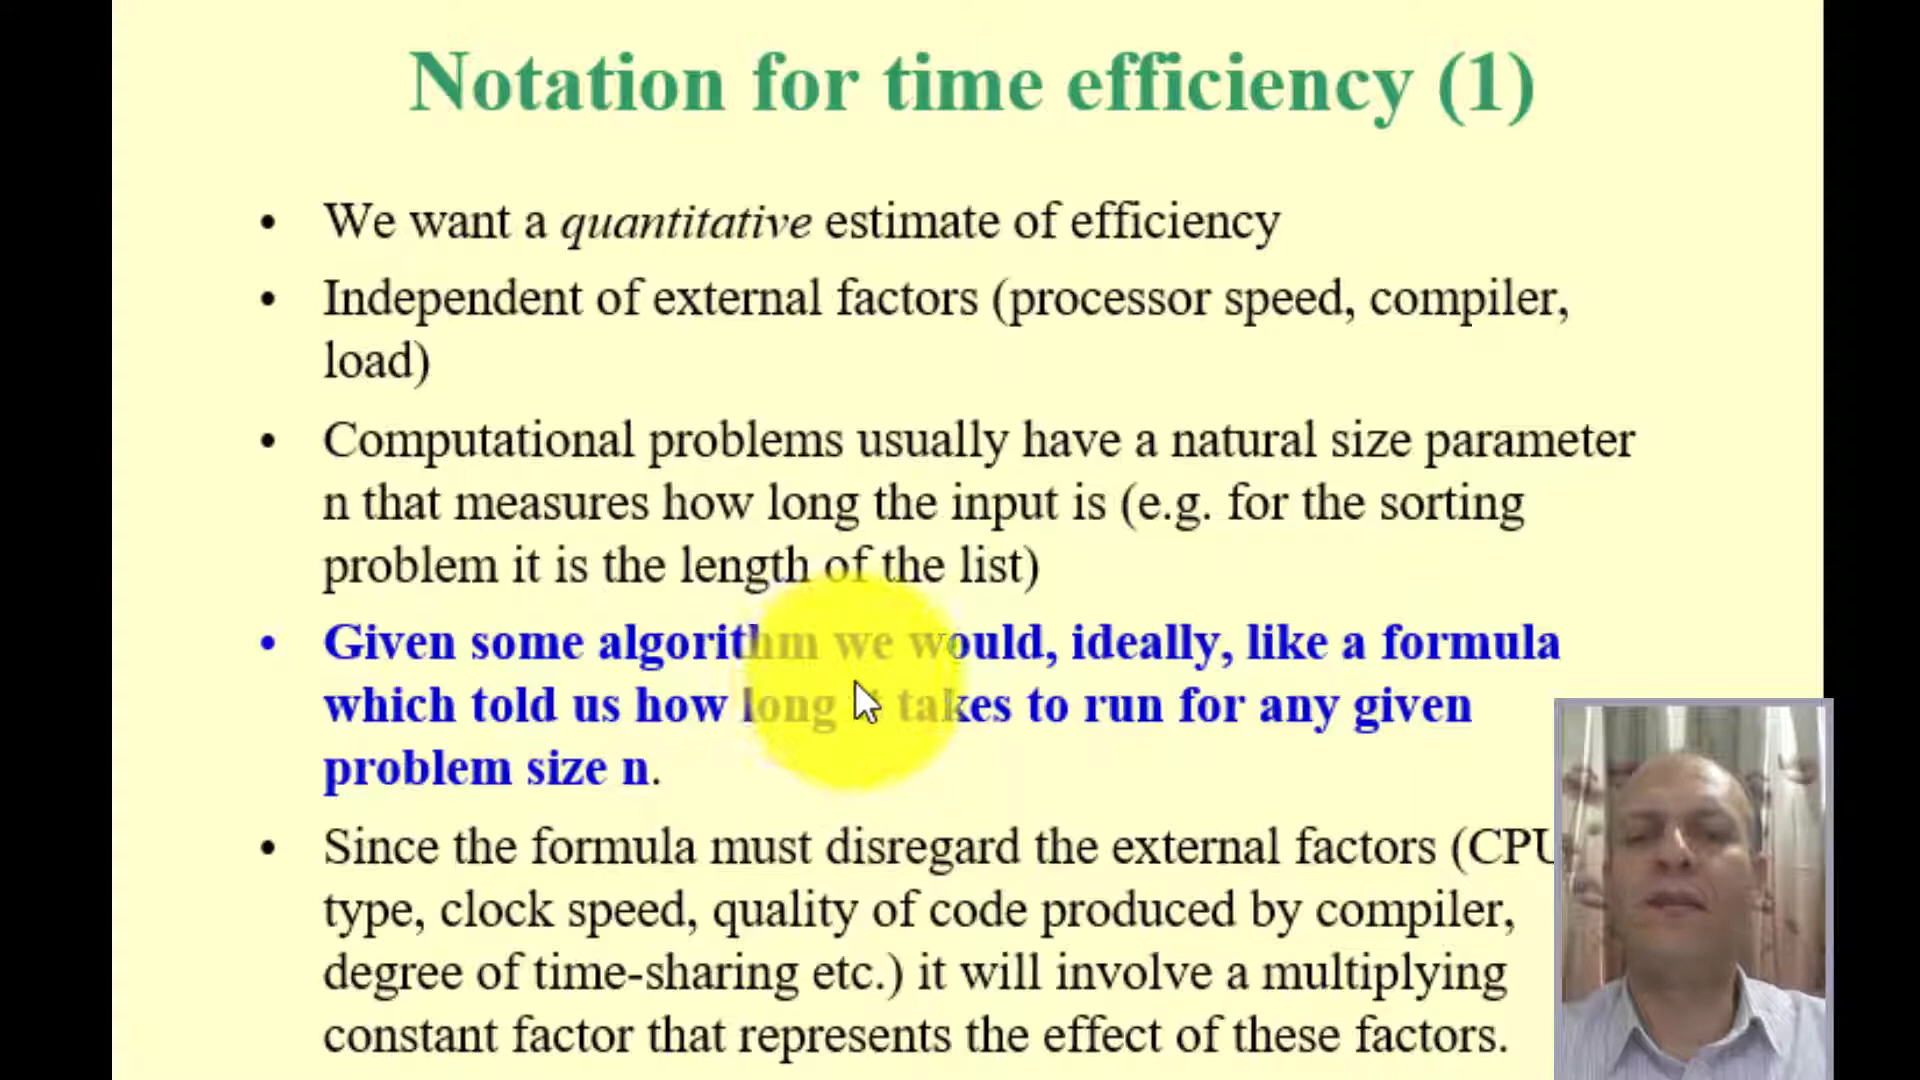 Notation for time efficiency (1)
• We want a quantitative estimate of efficiency
• Independent of external factors (processor speed, compiler,
load)
• Computational problems usually have a natural size parameter
n that measures how long the input is (e.g. for the sorting
problem it is the length of the list)
• Given some algorithm we would, ideally, like a formula
which told us how long it takes to run for any given
problem size n.
• Since the formula must disregard the external factors (CPU
type, clock speed, quality of code produced by compiler,
degree of time-sharing etc.) it will involve a multiplying
constant factor that represents the effect of these factors.